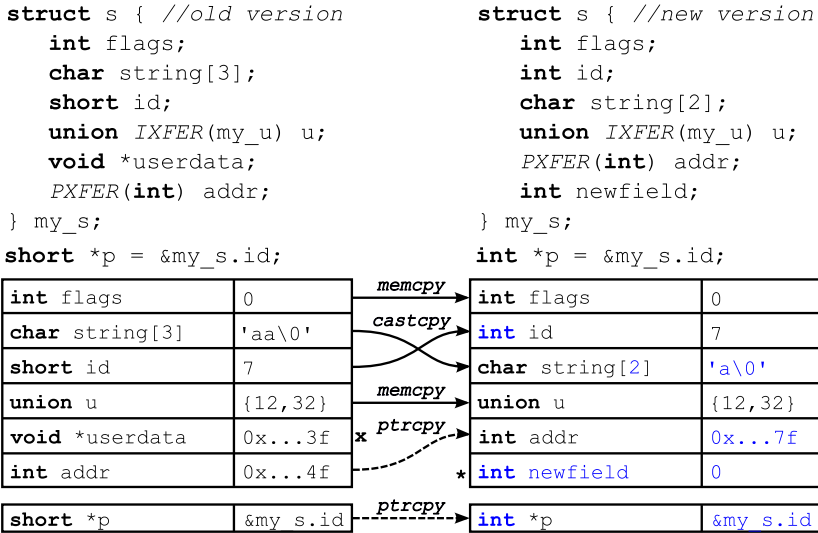 struct s { //old version
int flags;
char string[3];
short id;
union IXFER(my_u) u;
void *userdata;
PXFER(int) addr;
} my_s;
short *p = &my_s.id;
struct s { //new version
int flags;
int id;
char string[2];
union IXFER(my_u) u;
PXFER(int) addr;
int newfield;
} my_s;
int *p = &my_s.id;
int flags 0 memcpy int flags 0
char string[3] 'aa\0' castcpy int id 7
short id 7 char string[2] 'a\0'
union u {12,32} memcpy union u {12,32}
void *userdata 0x...3f x ptrcpy int addr 0x...7f
int addr 0x...4f * int newfield 0
short *p &my_s.id ptrcpy int *p &my_s.id